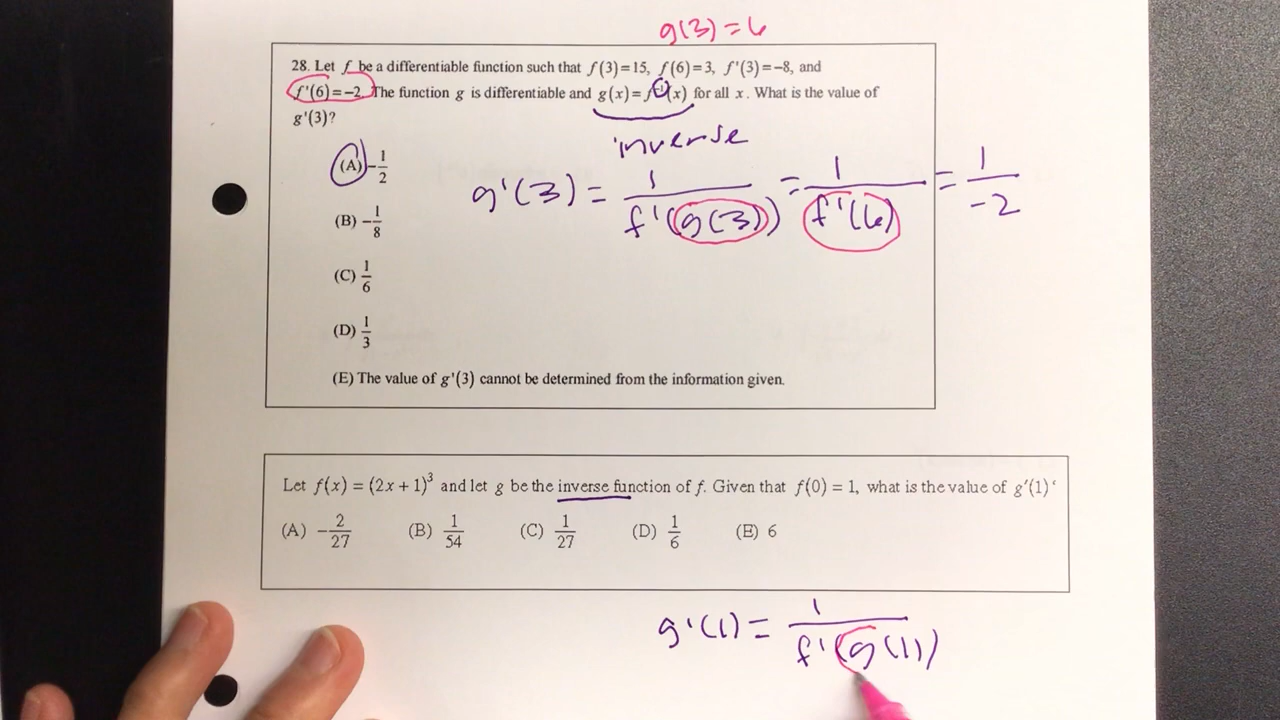 g(3) = 6
28. Let f be a differentiable function such that f(3)=15, f(6)=3, f'(3)=−8, and
f'(6)=−2. The function g is differentiable and g(x)=f⁻¹(x) for all x. What is the value of
g'(3)?
inverse
(A) −1/2
g'(3) = 1/f'(g(3)) = 1/f'(6) = 1/-2
(B) −1/8
(C) 1/6
(D) 1/3
(E) The value of g'(3) cannot be determined from the information given.
Let f(x) = (2x + 1)³ and let g be the inverse function of f. Given that f(0) = 1, what is the value of g′(1)
(A) −2/27 (B) 1/54 (C) 1/27 (D) 1/6 (E) 6
g'(1) = 1/f'(g(1))